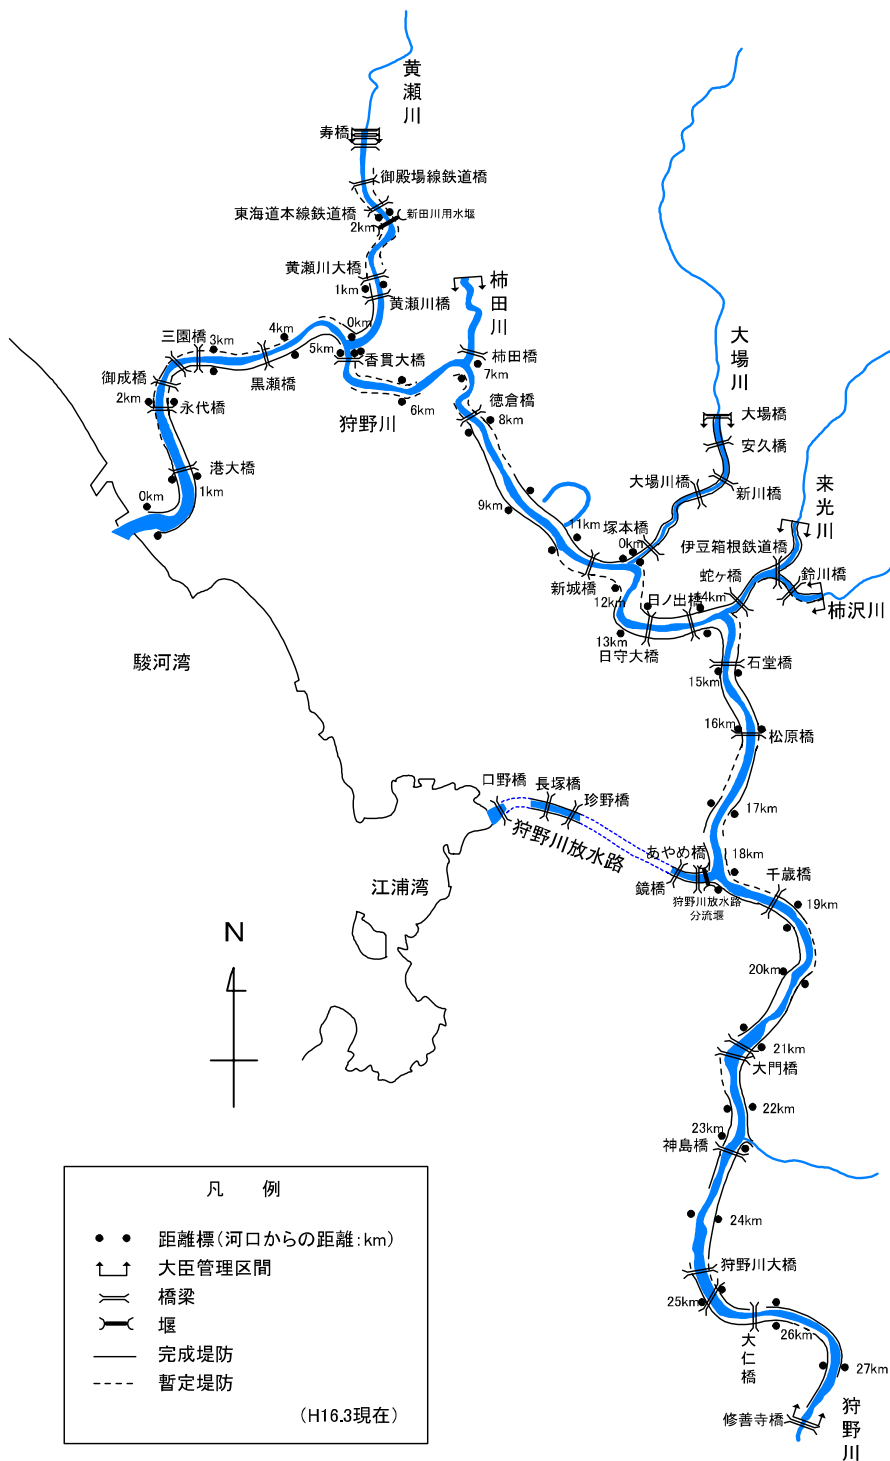 黄瀬川
寿橋
御殿場線鉄道橋
東海道本線鉄道橋
新田川用水堰
2km
黄瀬川大橋
1km
黄瀬川橋
柿田川
0km
4km
三園橋
3km
5km
香貫大橋
柿田橋
7km
御成橋
黒瀬橋
2km
永代橋
6km
徳倉橋
8km
狩野川
大場川
大場橋
安久橋
港大橋
1km
0km
大場川橋
新川橋
来光川
9km
11km
塚本橋
0km
伊豆箱根鉄道橋
新城橋
蛇ケ橋
鈴川橋
12km
日ノ出橋
14km
柿沢川
13km
日守大橋
石堂橋
駿河湾
15km
16km
松原橋
口野橋
長塚橋
珍野橋
17km
狩野川放水路
あやめ橋
18km
鏡橋
千歳橋
江浦湾
狩野川放水路
分流堰
19km
N
20km
21km
大門橋
22km
23km
神島橋
24km
狩野川大橋
25km
26km
大仁橋
27km
修善寺橋
狩野川
凡 例
距離標(河口からの距離:km)
大臣管理区間
橋梁
堰
完成堤防
暫定堤防
(H16.3現在)